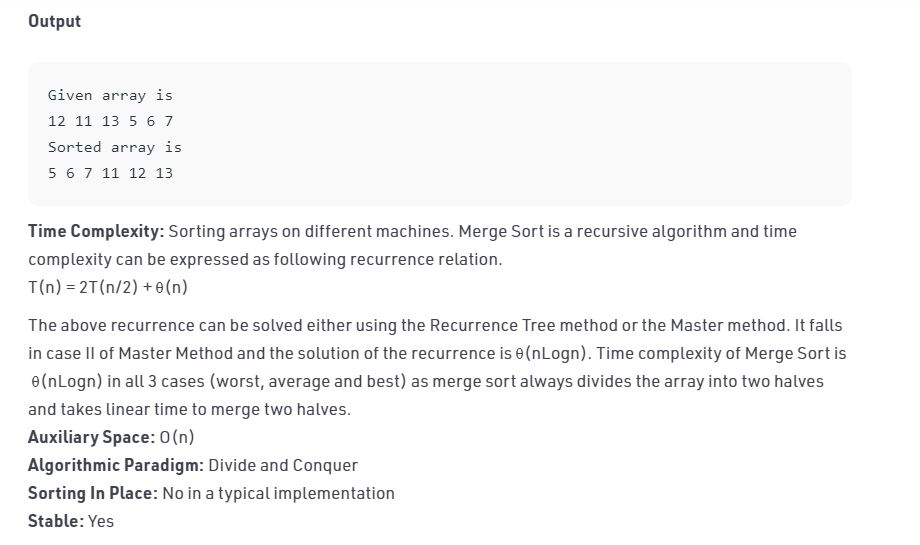 Output
Given array is
12 11 13 5 6 7
Sorted array is
5 6 7 11 12 13
Time Complexity: Sorting arrays on different machines. Merge Sort is a recursive algorithm and time
complexity can be expressed as following recurrence relation.
T(n) = 2T(n/2) + θ(n)
The above recurrence can be solved either using the Recurrence Tree method or the Master method. It falls
in case II of Master Method and the solution of the recurrence is θ(nLogn). Time complexity of Merge Sort is
θ(nLogn) in all 3 cases (worst, average and best) as merge sort always divides the array into two halves
and takes linear time to merge two halves.
Auxiliary Space: O(n)
Algorithmic Paradigm: Divide and Conquer
Sorting In Place: No in a typical implementation
Stable: Yes